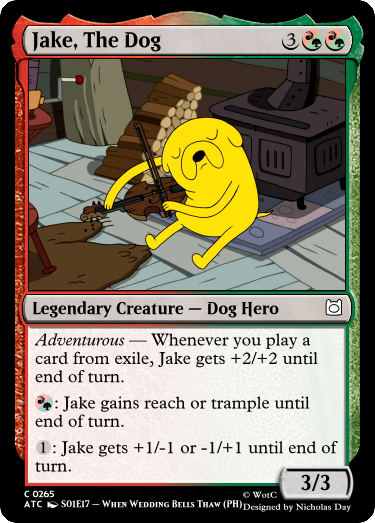 Jake, The Dog 3
Legendary Creature — Dog Hero
Adventurous — Whenever you play a
card from exile, Jake gets +2/+2 until
end of turn.
: Jake gains reach or trample until
end of turn.
1: Jake gets +1/-1 or -1/+1 until end of
turn.
3/3
C 0265
ATC S01E17 – When Wedding Bells Thaw (PH)
© WotC
Designed by Nicholas Day